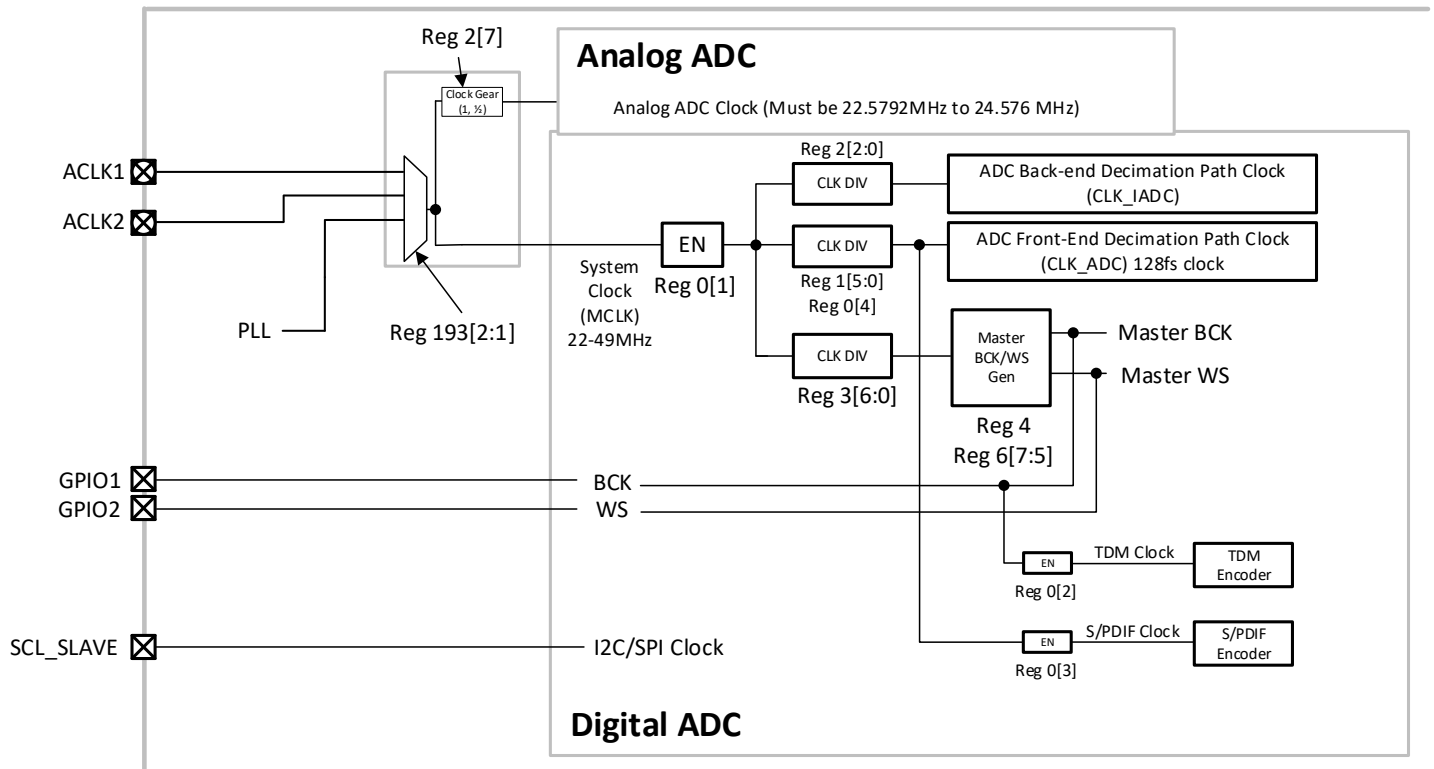 Reg 2[7]
Analog ADC
Clock Gear
(1, ½)
Analog ADC Clock (Must be 22.5792MHz to 24.576 MHz)
ACLK1
ACLK2
PLL
Reg 193[2:1]
System
Clock
(MCLK)
22-49MHz
EN
Reg 0[1]
Reg 2[2:0]
CLK DIV
ADC Back-end Decimation Path Clock
(CLK_IADC)
CLK DIV
Reg 1[5:0]
Reg 0[4]
ADC Front-End Decimation Path Clock
(CLK_ADC) 128fs clock
CLK DIV
Reg 3[6:0]
Master
BCK/WS
Gen
Reg 4
Reg 6[7:5]
Master BCK
Master WS
GPIO1
BCK
GPIO2
WS
EN
Reg 0[2]
TDM Clock
TDM
Encoder
SCL_SLAVE
I2C/SPI Clock
EN
Reg 0[3]
S/PDIF Clock
S/PDIF
Encoder
Digital ADC